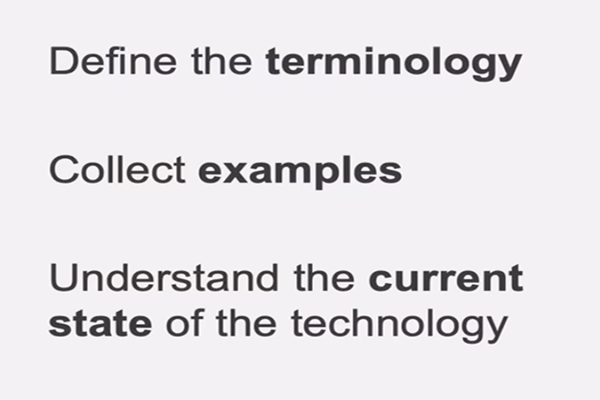 Define the terminology
Collect examples
Understand the current
state of the technology